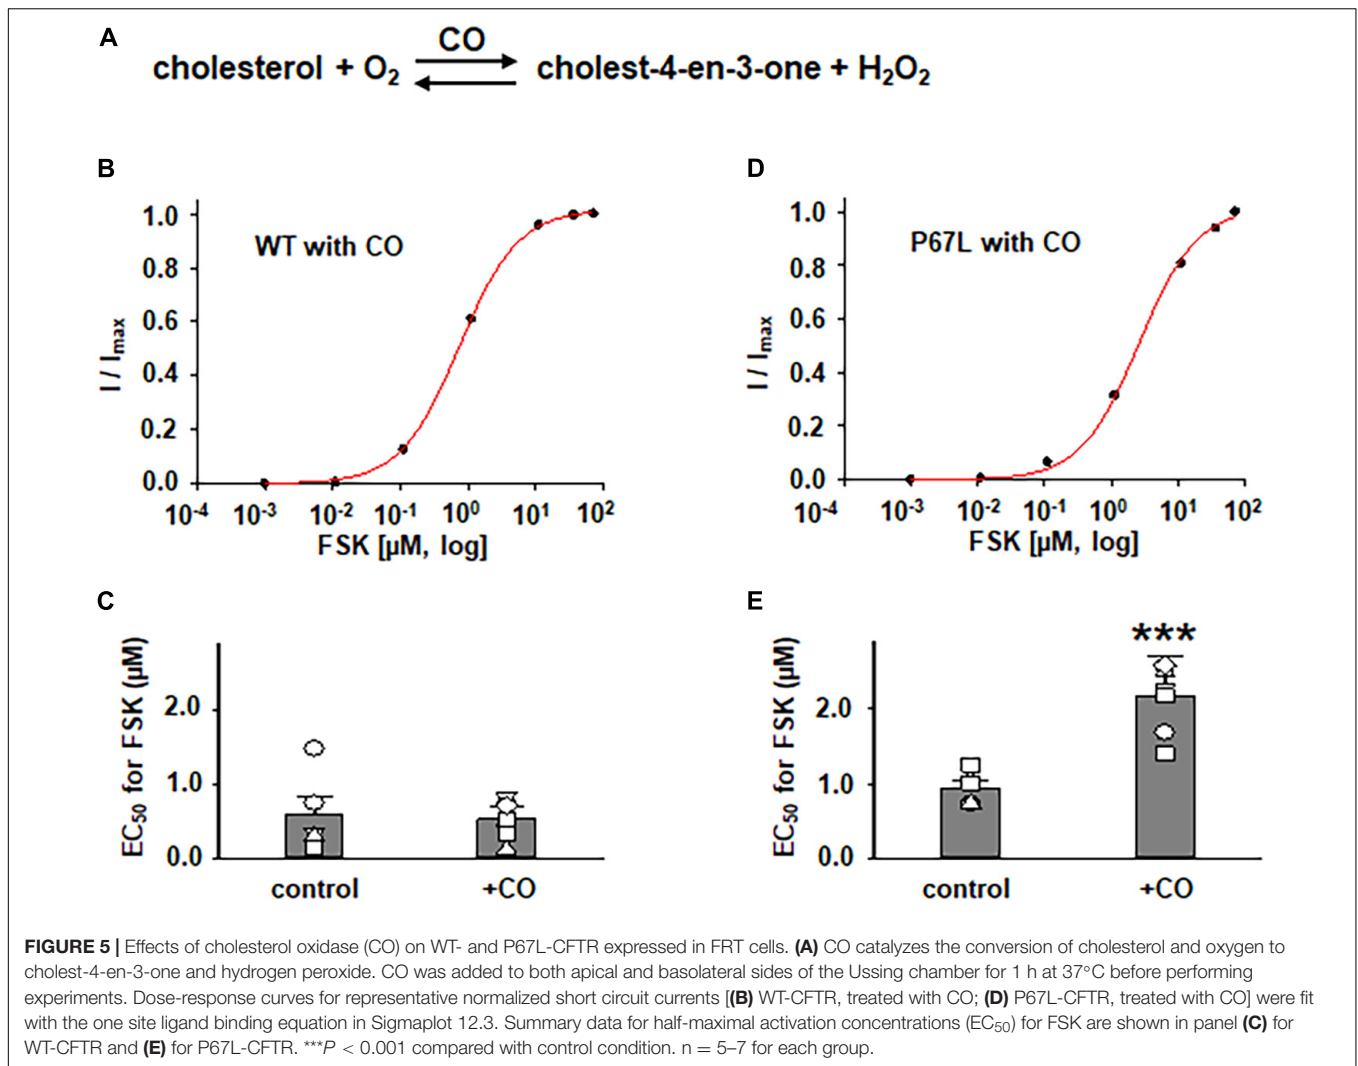 A
CO
cholesterol + O₂ ⇌ cholest-4-en-3-one + H₂O₂
B
WT with CO
I / Imax
1.0
0.8
0.6
0.4
0.2
0.0
10⁻⁴ 10⁻³ 10⁻² 10⁻¹ 10⁰ 10¹ 10²
FSK [µM, log]
D
P67L with CO
I / Imax
1.0
0.8
0.6
0.4
0.2
0.0
10⁻⁴ 10⁻³ 10⁻² 10⁻¹ 10⁰ 10¹ 10²
FSK [µM, log]
C
EC₅₀ for FSK (µM)
2.0
1.0
0.0
control +CO
E
***
EC₅₀ for FSK (µM)
2.0
1.0
0.0
control +CO
FIGURE 5 | Effects of cholesterol oxidase (CO) on WT- and P67L-CFTR expressed in FRT cells. (A) CO catalyzes the conversion of cholesterol and oxygen to
cholest-4-en-3-one and hydrogen peroxide. CO was added to both apical and basolateral sides of the Ussing chamber for 1 h at 37°C before performing
experiments. Dose-response curves for representative normalized short circuit currents [(B) WT-CFTR, treated with CO; (D) P67L-CFTR, treated with CO] were fit
with the one site ligand binding equation in Sigmaplot 12.3. Summary data for half-maximal activation concentrations (EC₅₀) for FSK are shown in panel (C) for
WT-CFTR and (E) for P67L-CFTR. ***P < 0.001 compared with control condition. n = 5–7 for each group.